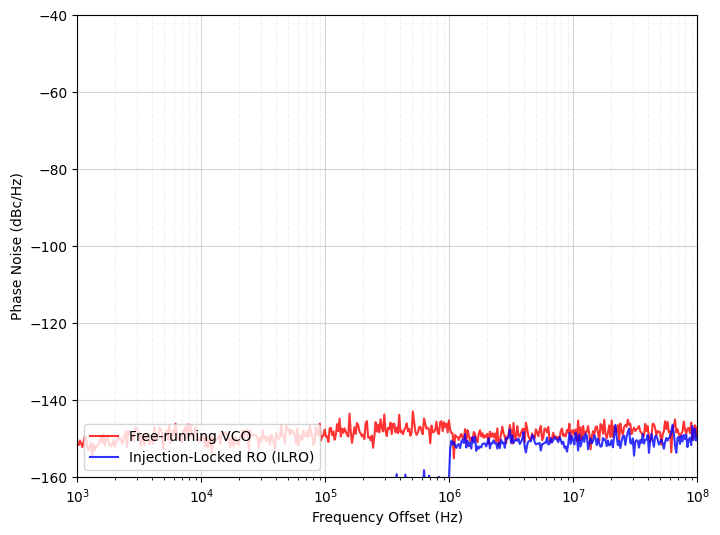 −40
−60
−80
−100
−120
−140
−160
Phase Noise (dBc/Hz)
Free-running VCO
Injection-Locked RO (ILRO)
10³ 10⁴ 10⁵ 10⁶ 10⁷ 10⁸
Frequency Offset (Hz)